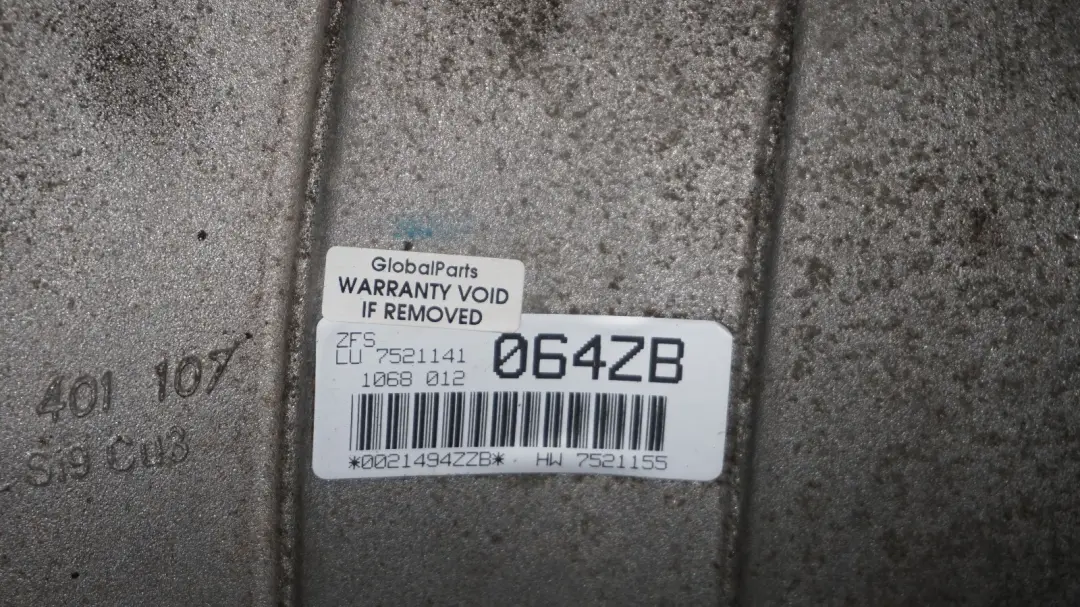 GlobalParts
WARRANTY VOID
IF REMOVED
ZFS
LU 7521141
064ZB
1068 012
*0021494ZZB* HW 7521155
401 107
Si9 Cu3